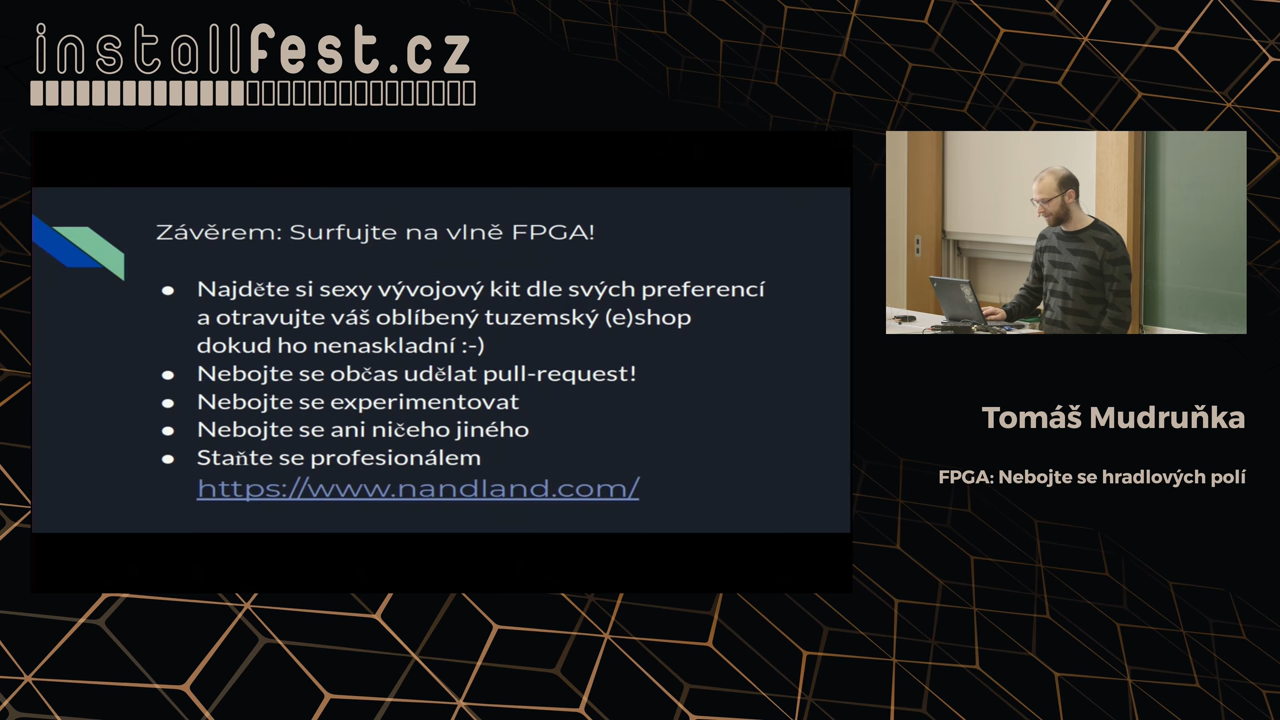 installfest.cz
Závěrem: Surfujte na vlně FPGA!
● Najděte si sexy vývojový kit dle svých preferencí
a otravujte váš oblíbený tuzemský (e)shop
dokud ho nenaskladní :-)
● Nebojte se občas udělat pull-request!
● Nebojte se experimentovat
● Nebojte se ani ničeho jiného
● Staňte se profesionálem
https://www.nandland.com/
Tomáš Mudruňka
FPGA: Nebojte se hradlových polí